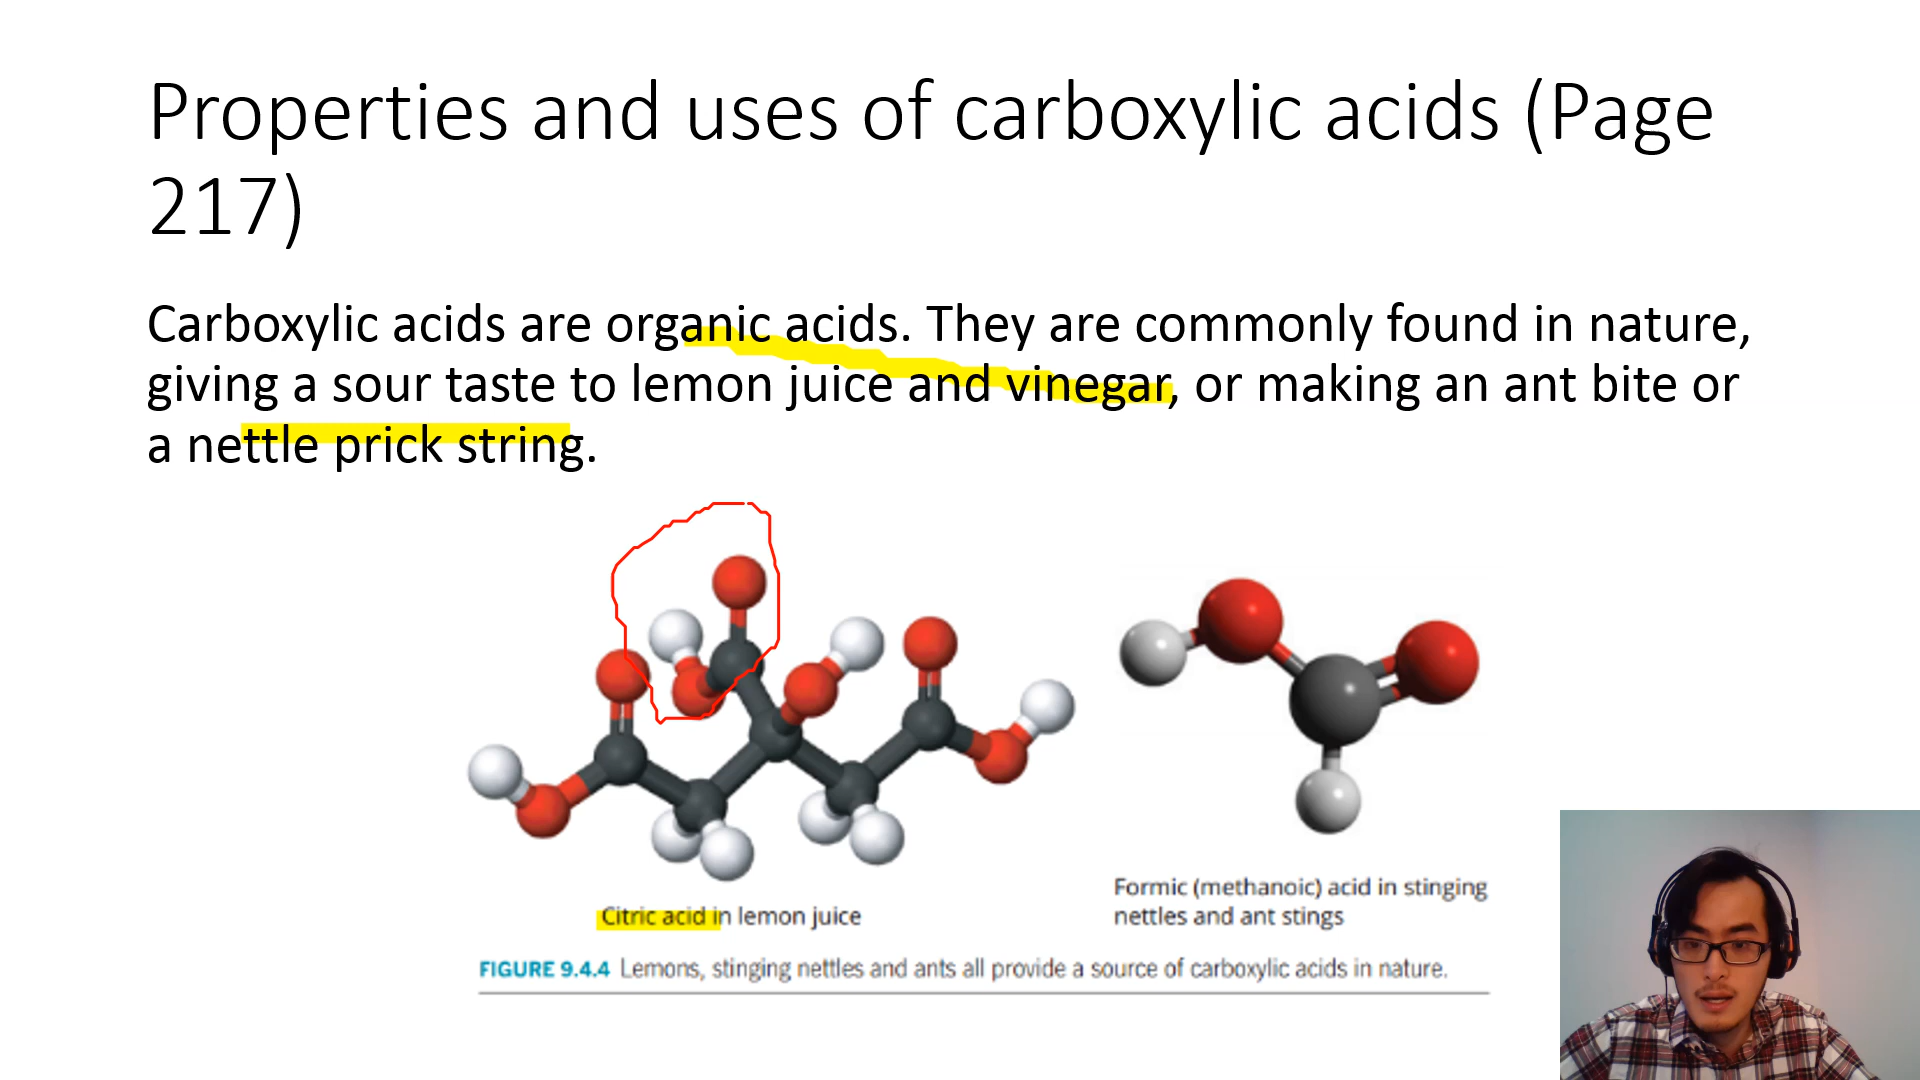 Properties and uses of carboxylic acids (Page
217)
Carboxylic acids are organic acids. They are commonly found in nature,
giving a sour taste to lemon juice and vinegar, or making an ant bite or
a nettle prick string.
Citric acid in lemon juice
Formic (methanoic) acid in stinging
nettles and ant stings
FIGURE 9.4.4 Lemons, stinging nettles and ants all provide a source of carboxylic acids in nature.